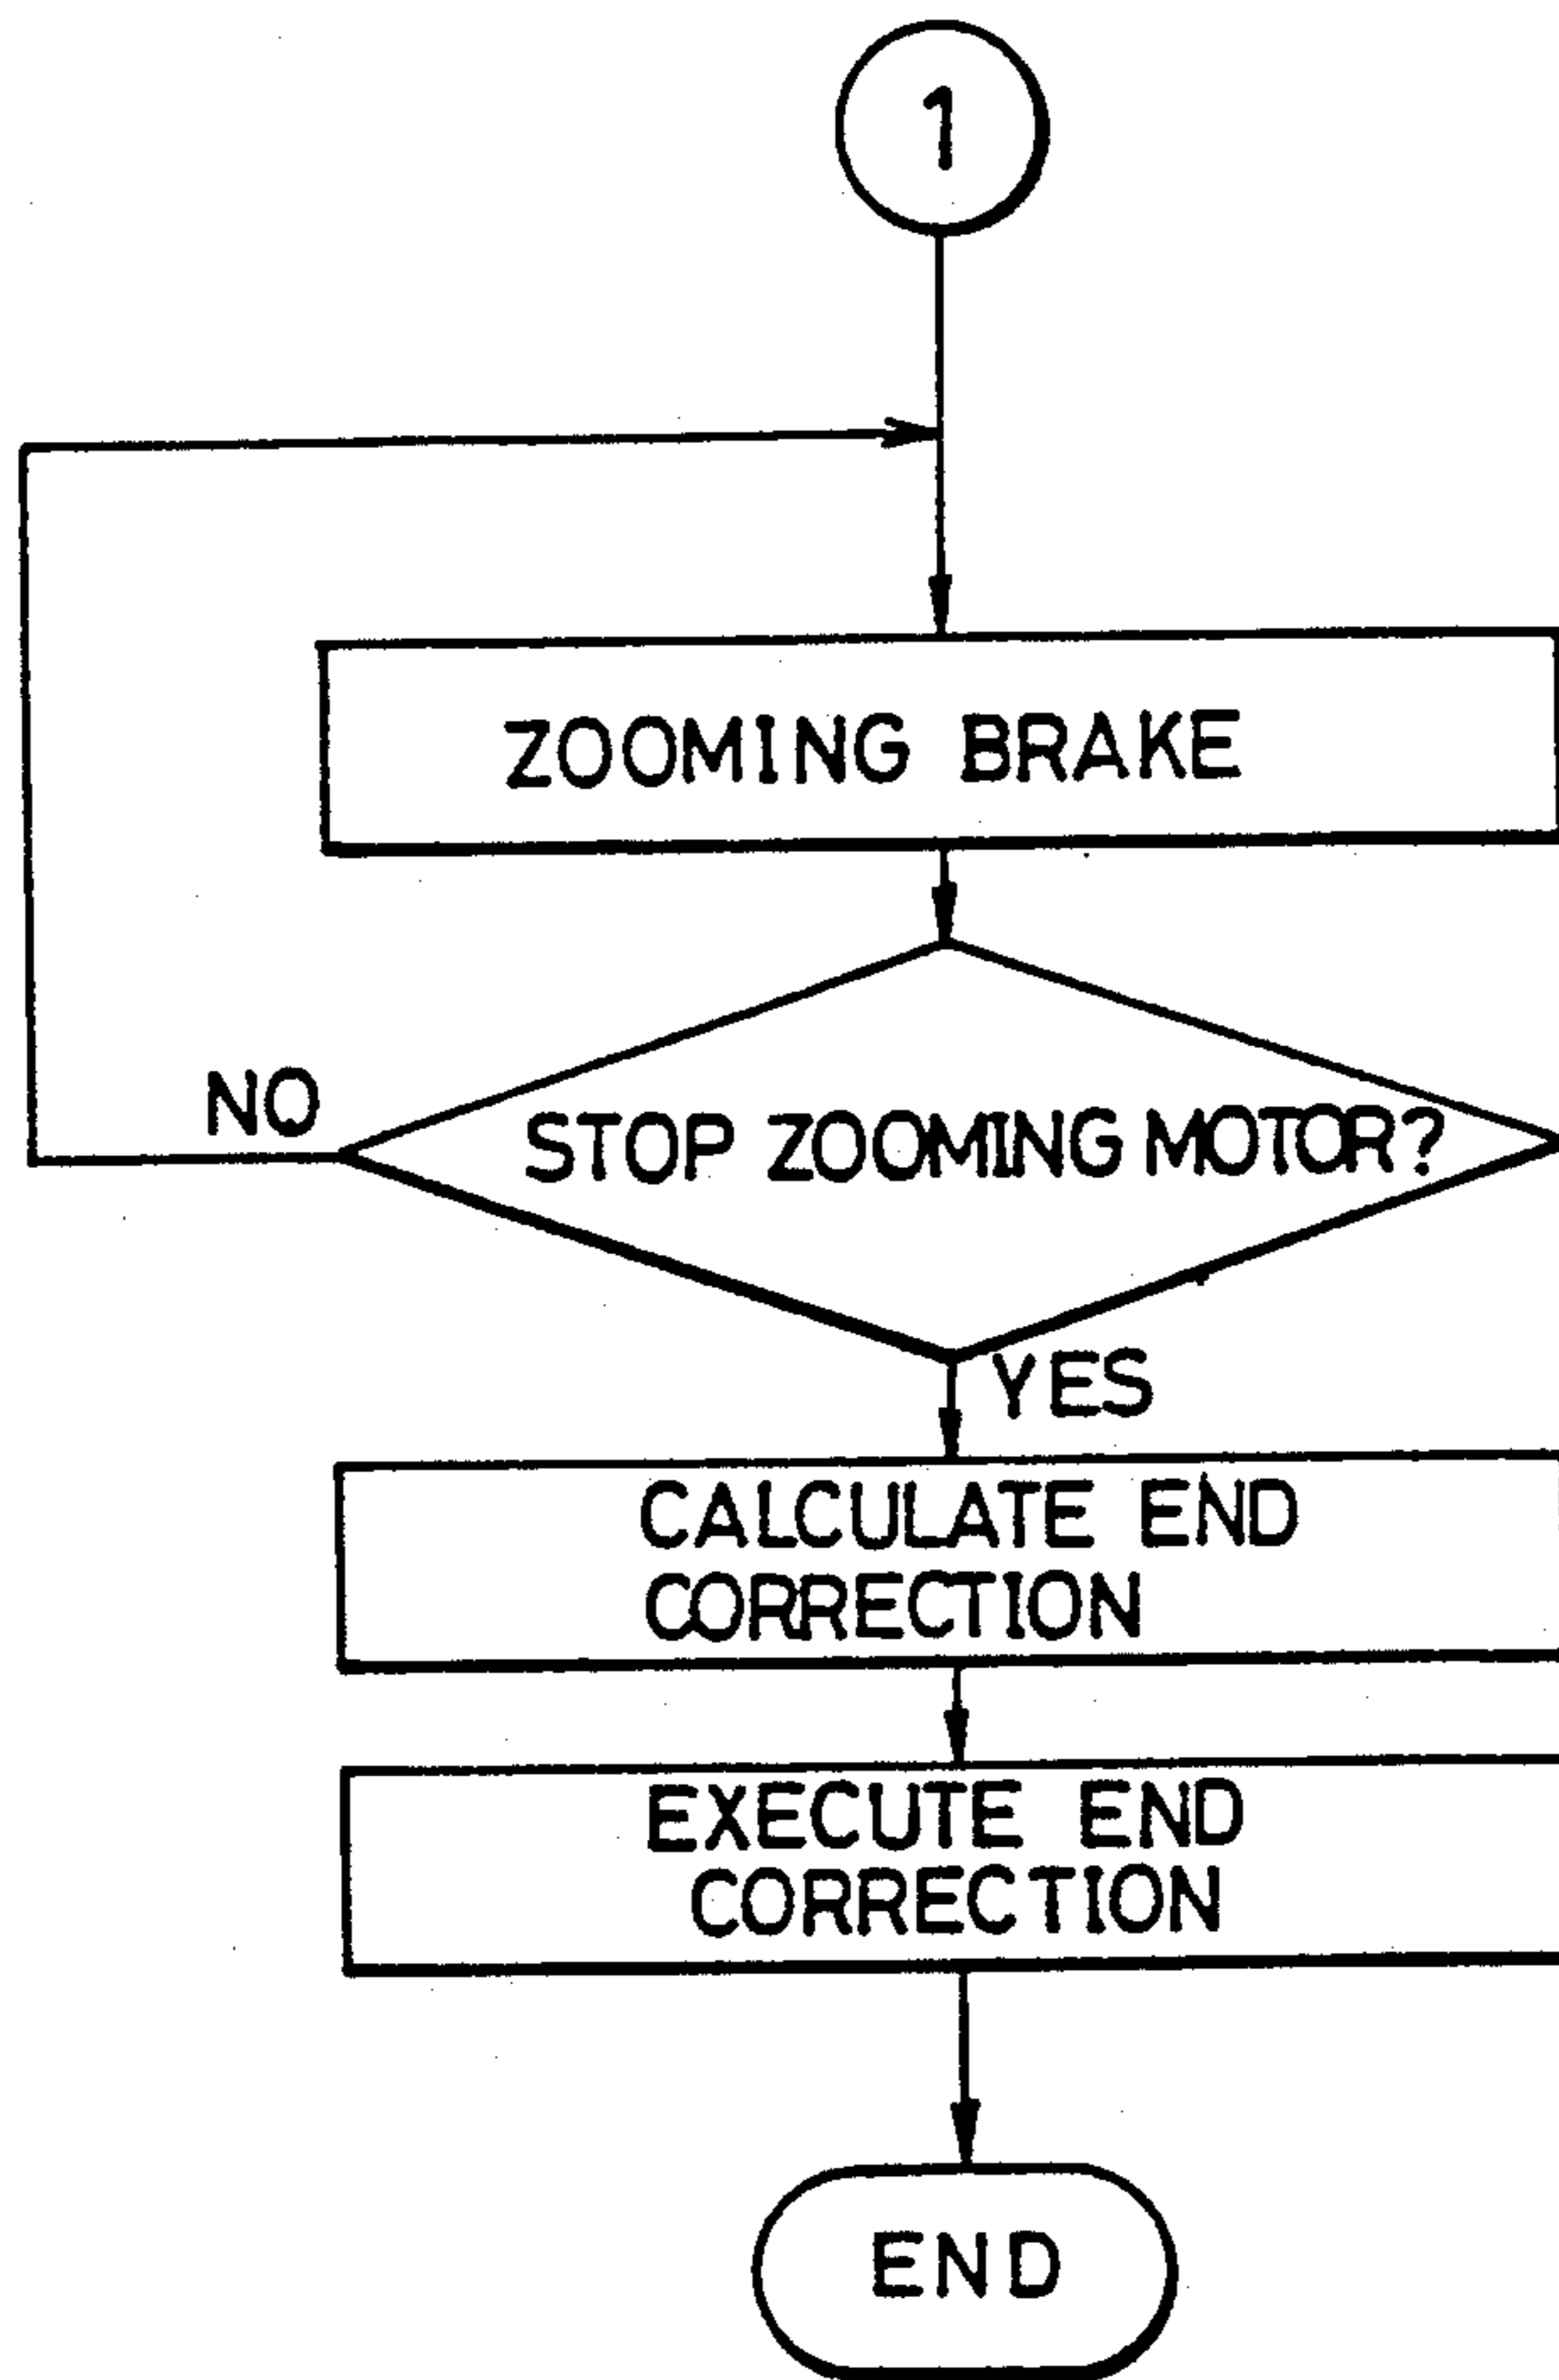 1
ZOOMING BRAKE
NO
STOP ZOOMING MOTOR?
YES
CALCULATE END
CORRECTION
EXECUTE END
CORRECTION
END